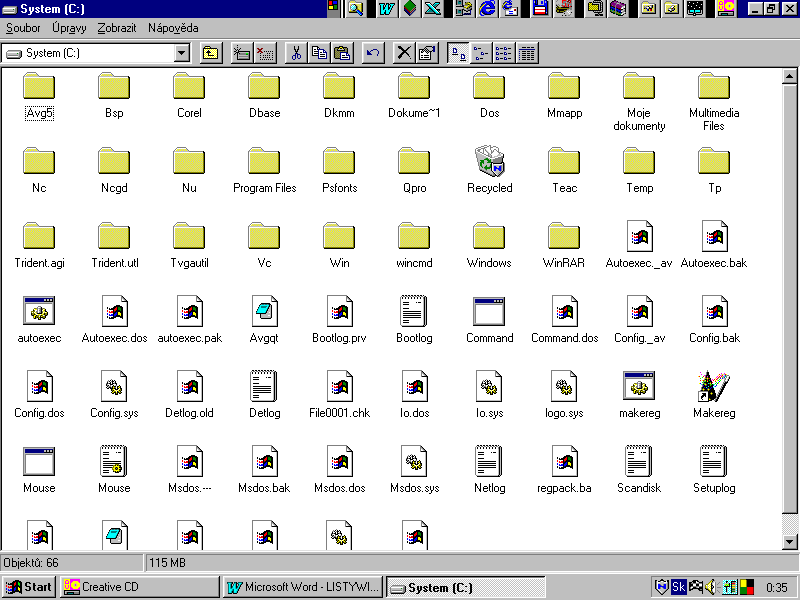 System (C:)
Soubor Úpravy Zobrazit Nápověda
System (C:)
Avg5 Bsp Corel Dbase Dkmm Dokume~1 Dos Mmapp Moje dokumenty Multimedia Files
Nc Ncgd Nu Program Files Psfonts Qpro Recycled Teac Temp Tp
Trident.agi Trident.utl Tvgautil Vc Win wincmd Windows WinRAR Autoexec._av Autoexec.bak
autoexec Autoexec.dos autoexec.pak Avgqt Bootlog.prv Bootlog Command Command.dos Config._av Config.bak
Config.dos Config.sys Detlog.old Detlog File0001.chk Io.dos Io.sys logo.sys makereg Makereg
Mouse Mouse Msdos.--- Msdos.bak Msdos.dos Msdos.sys Netlog regpack.ba Scandisk Setuplog
Objektů: 66 115 MB
Start Creative CD Microsoft Word - LISTYWI... System (C:) Sk 0:35